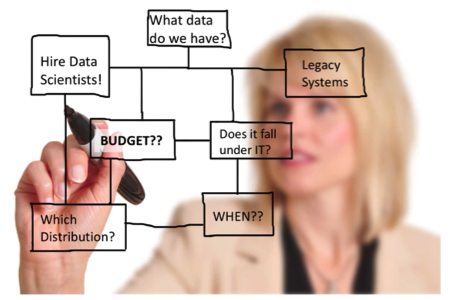 What data
do we have?
Hire Data
Scientists!
Legacy
Systems
BUDGET??
Does it fall
under IT?
Which
Distribution?
WHEN??